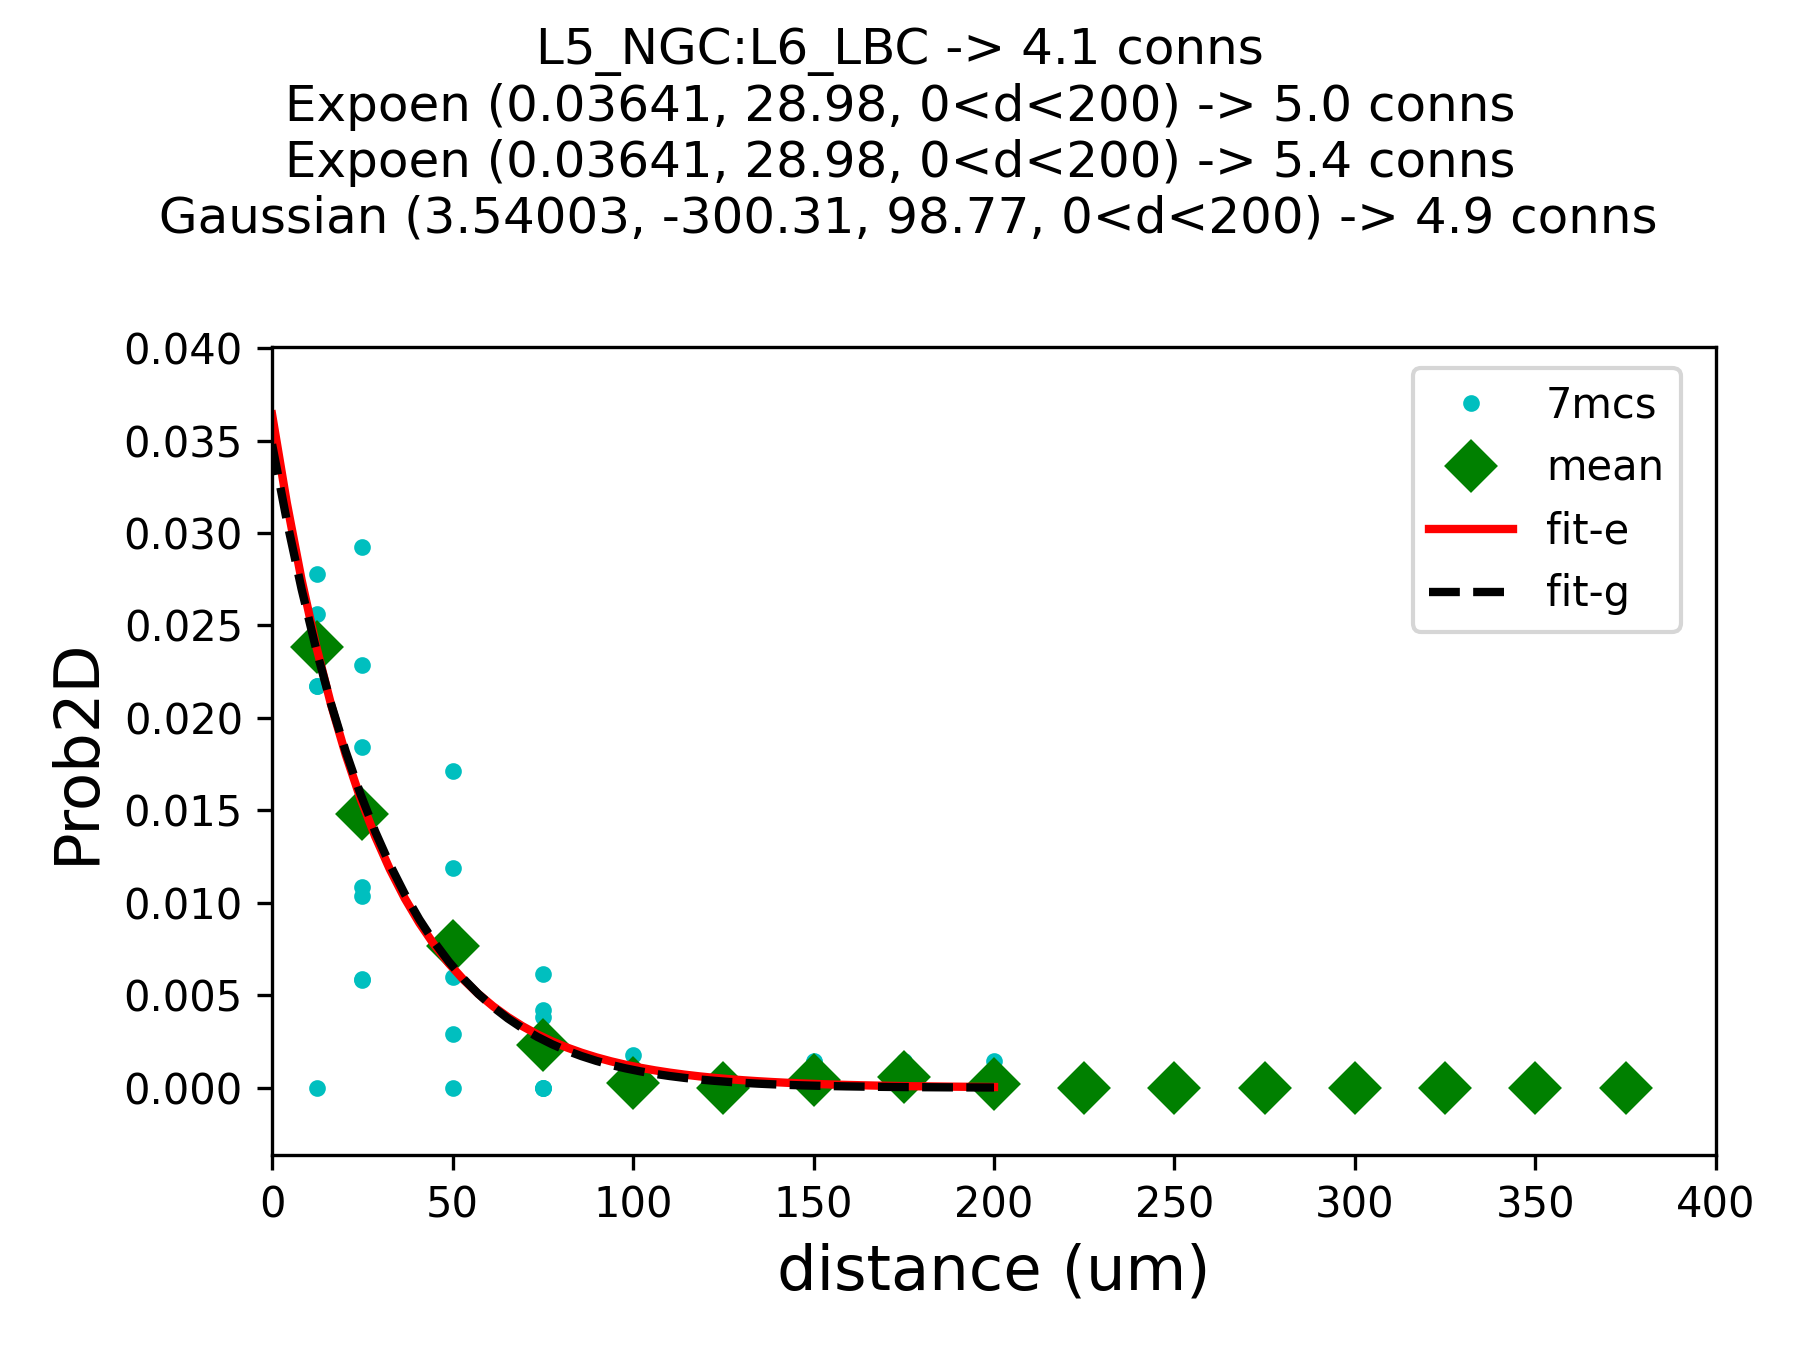 L5_NGC:L6_LBC -> 4.1 conns
Expoen (0.03641, 28.98, 0<d<200) -> 5.0 conns
Expoen (0.03641, 28.98, 0<d<200) -> 5.4 conns
Gaussian (3.54003, -300.31, 98.77, 0<d<200) -> 4.9 conns
0.040
0.035
0.030
0.025
0.020
0.015
0.010
0.005
0.000
Prob2D
7mcs
mean
fit-e
fit-g
0 50 100 150 200 250 300 350 400
distance (um)